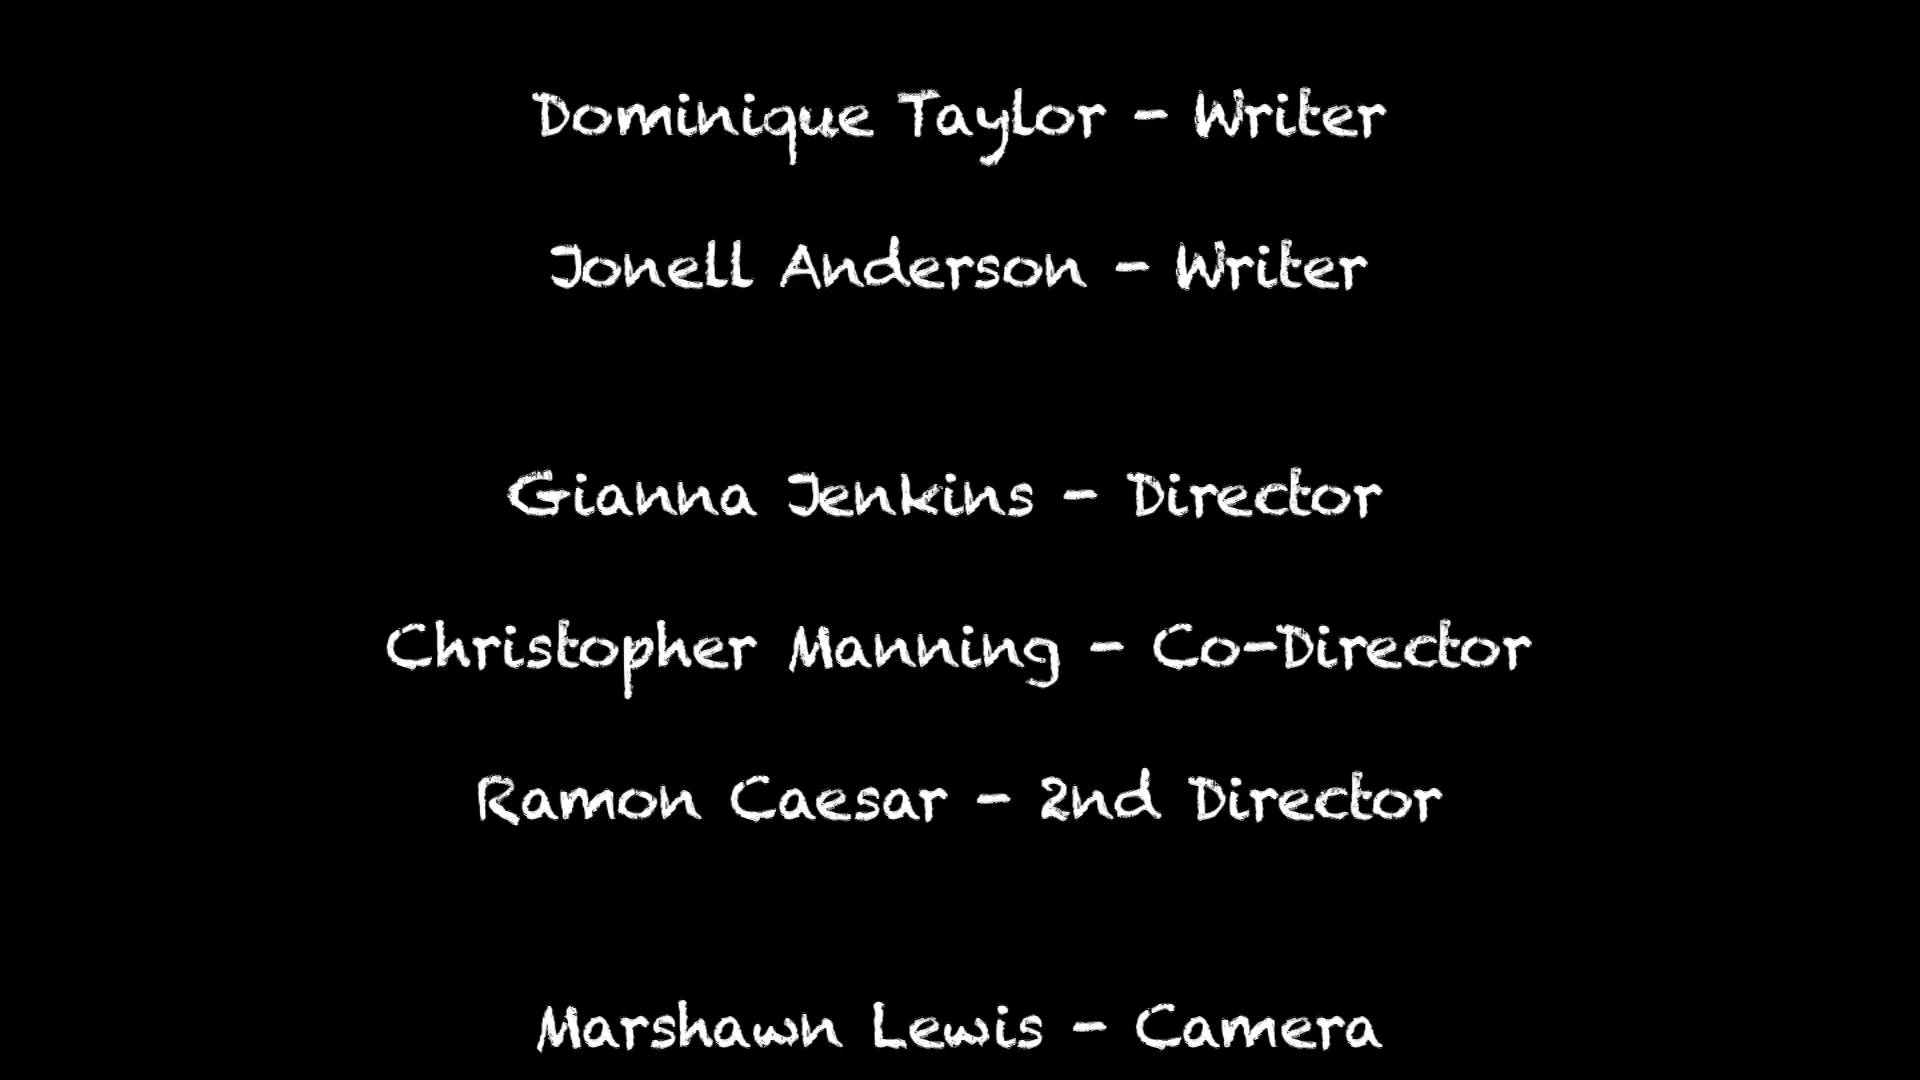 Dominique Taylor - Writer
Jonell Anderson - Writer
Gianna Jenkins - Director
Christopher Manning - Co-Director
Ramon Caesar - 2nd Director
Marshawn Lewis - Camera